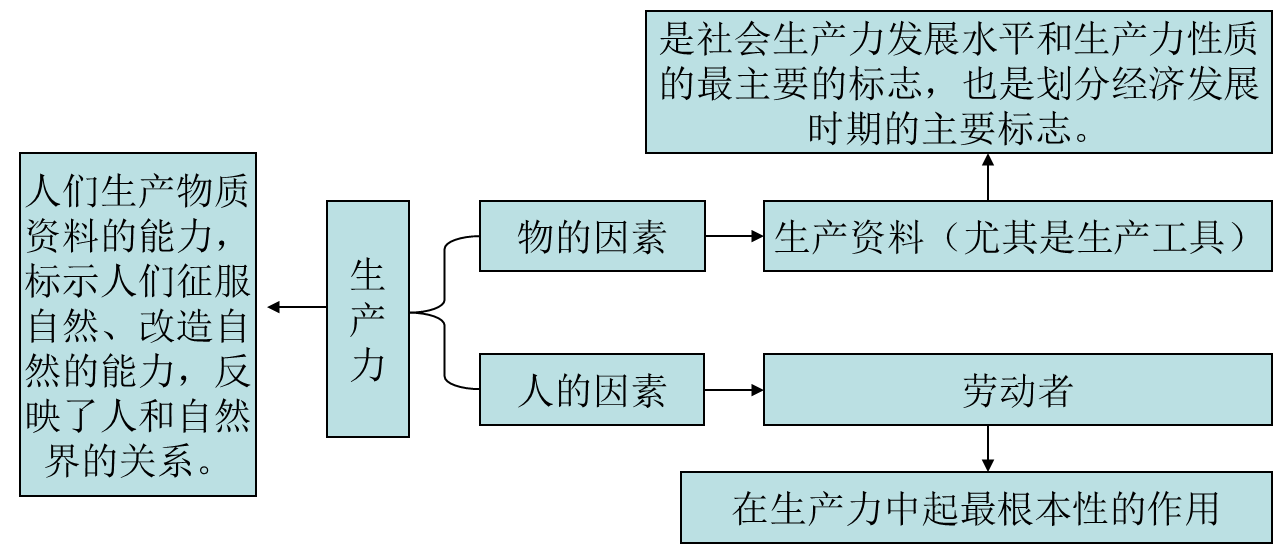 是社会生产力发展水平和生产力性质
的最主要的标志，也是划分经济发展
时期的主要标志。
人们生产物质
资料的能力，
标示人们征服
自然、改造自
然的能力，反
映了人和自然
界的关系。
生
产
力
物的因素
生产资料（尤其是生产工具）
人的因素
劳动者
在生产力中起最根本性的作用